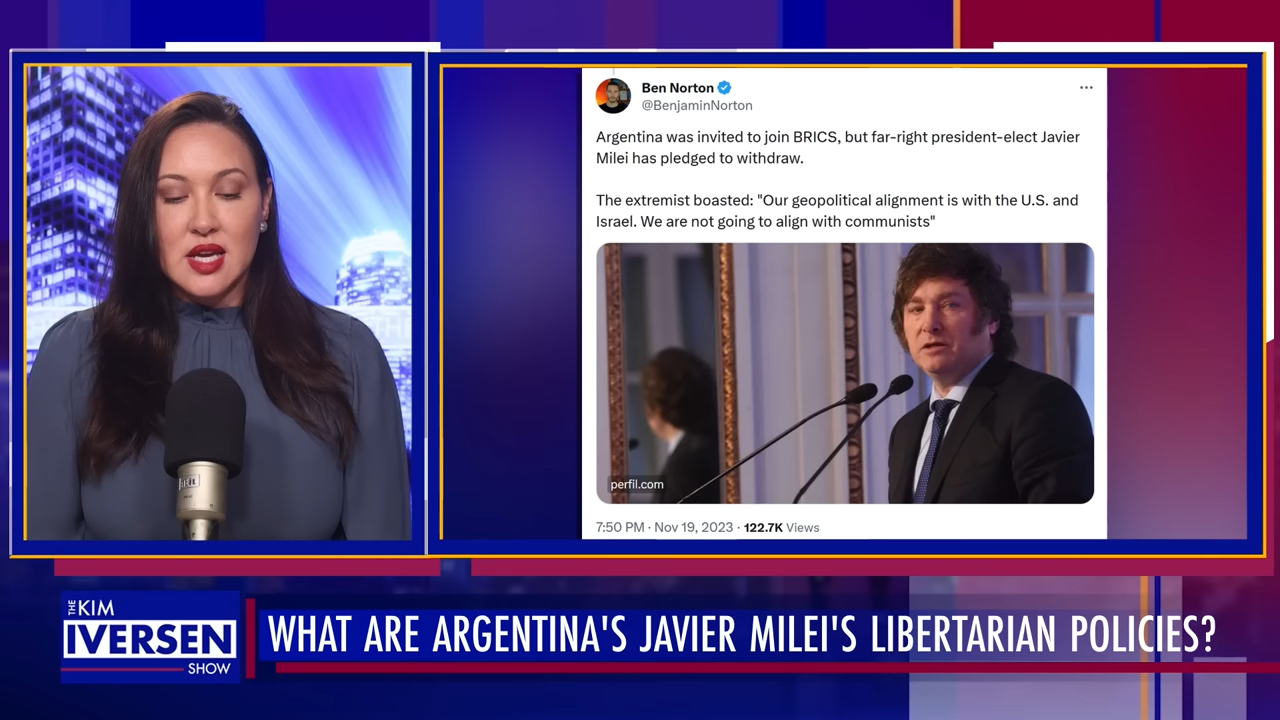 Ben Norton
@BenjaminNorton
Argentina was invited to join BRICS, but far-right president-elect Javier
Milei has pledged to withdraw.
The extremist boasted: "Our geopolitical alignment is with the U.S. and
Israel. We are not going to align with communists"
perfil.com
7:50 PM · Nov 19, 2023 · 122.7K Views
THE KIM
IVERSEN
SHOW
WHAT ARE ARGENTINA'S JAVIER MILEI'S LIBERTARIAN POLICIES?